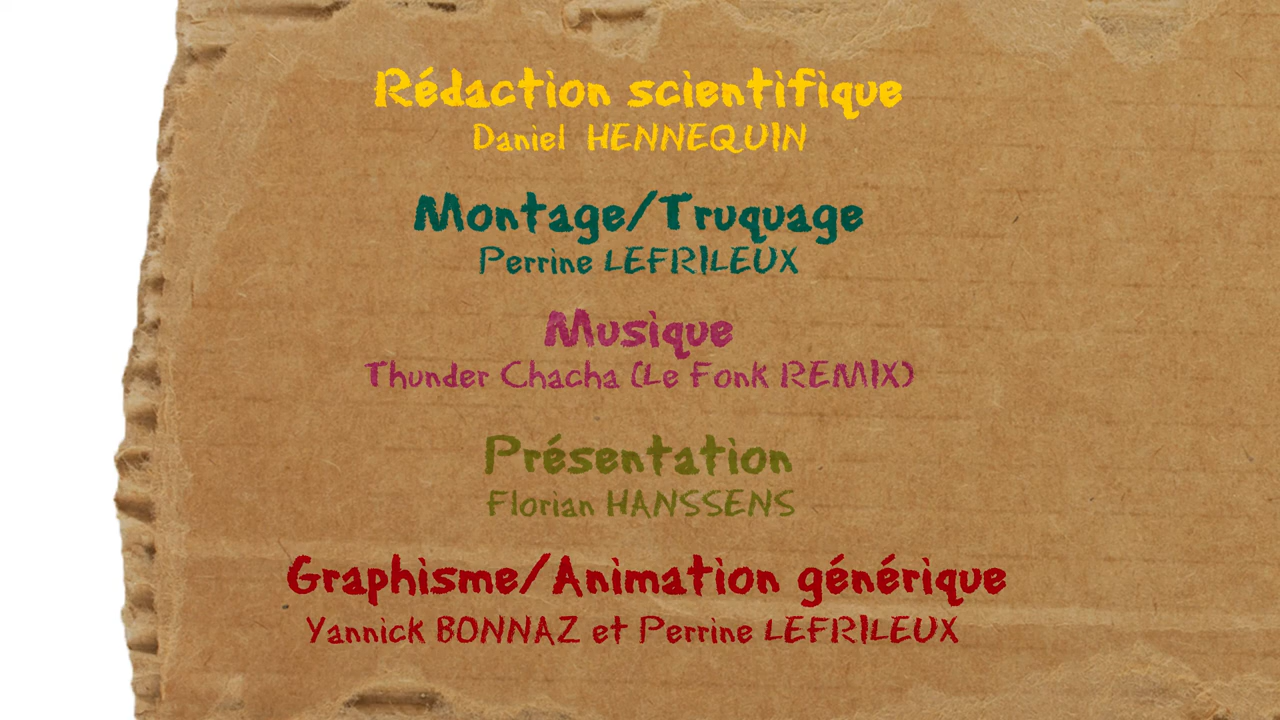 Rédaction scientifique
Daniel HENNEQUIN
Montage/Truquage
Perrine LEFRILEUX
Musique
Thunder Chacha (Le Fonk REMIX)
Présentation
Florian HANSSENS
Graphisme/Animation générique
Yannick BONNAZ et Perrine LEFRILEUX